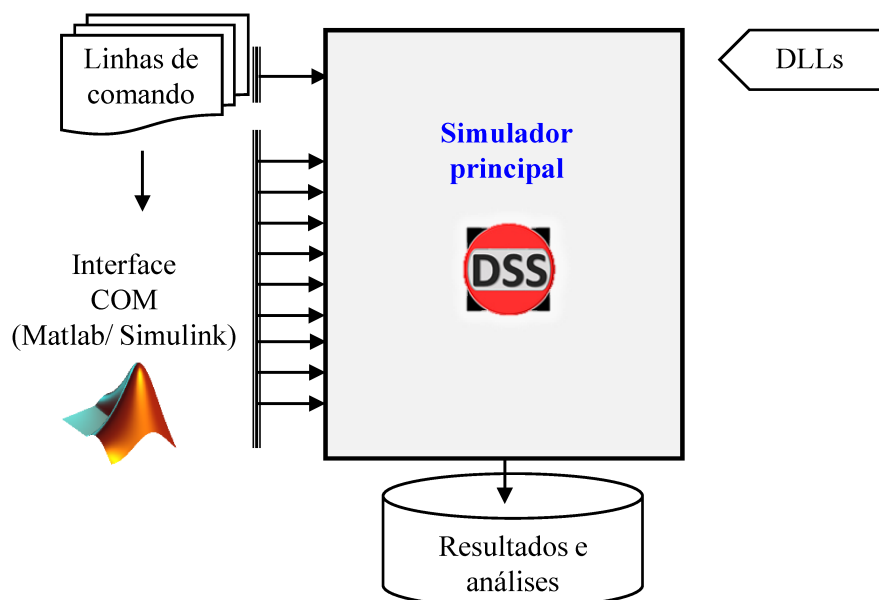 Linhas de
comando
DLLs
Simulador
principal
DSS
Interface
COM
(Matlab/ Simulink)
Resultados e
análises